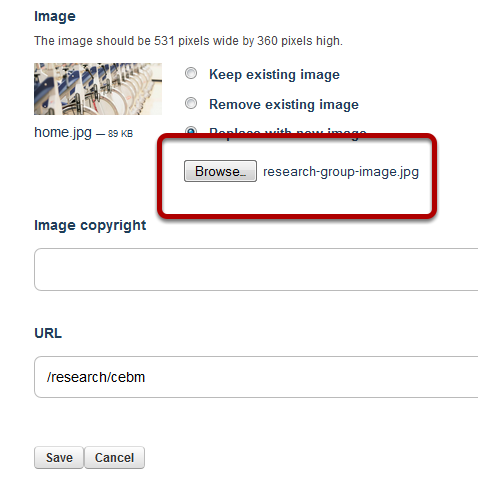 Image
The image should be 531 pixels wide by 360 pixels high.
Keep existing image
Remove existing image
home.jpg — 89 KB
Replace with new image
Browse... research-group-image.jpg
Image copyright
URL
/research/cebm
Save Cancel